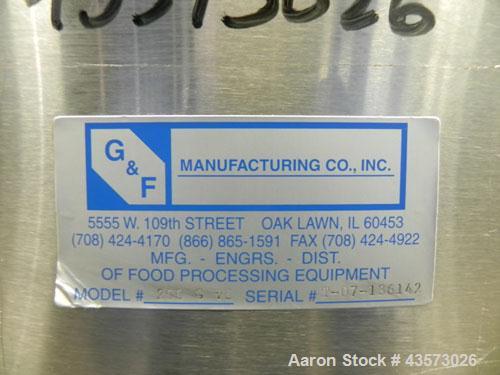 G & F
MANUFACTURING CO., INC.
5555 W. 109th STREET OAK LAWN, IL 60453
(708) 424-4170 (866) 865-1591 FAX (708) 424-4922
MFG. - ENGRS. - DIST.
OF FOOD PROCESSING EQUIPMENT
MODEL # SERIAL #
Aaron Stock # 43573026